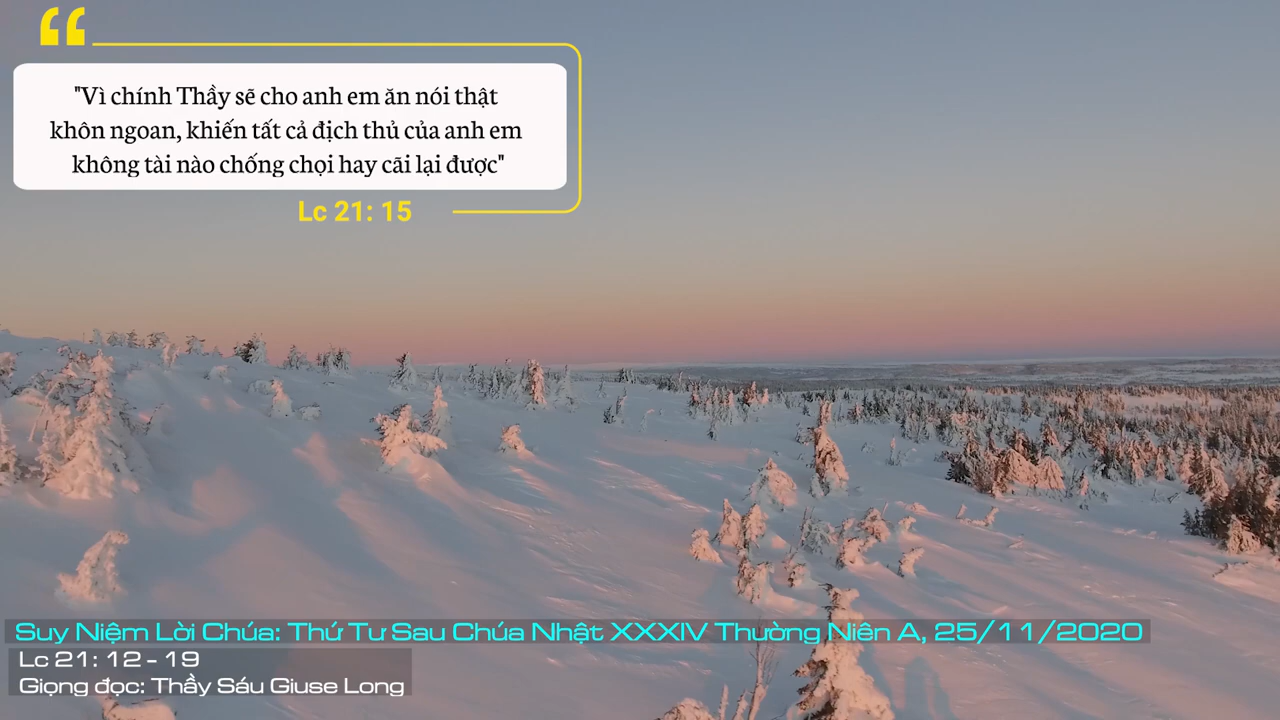 "Vì chính Thầy sẽ cho anh em ăn nói thật
khôn ngoan, khiến tất cả địch thủ của anh em
không tài nào chống chọi hay cãi lại được"
Lc 21: 15
Suy Niệm Lời Chúa: Thứ Tư Sau Chúa Nhật XXXIV Thường Niên A, 25/11/2020
Lc 21: 12 - 19
Giọng đọc: Thầy Sáu Giuse Long